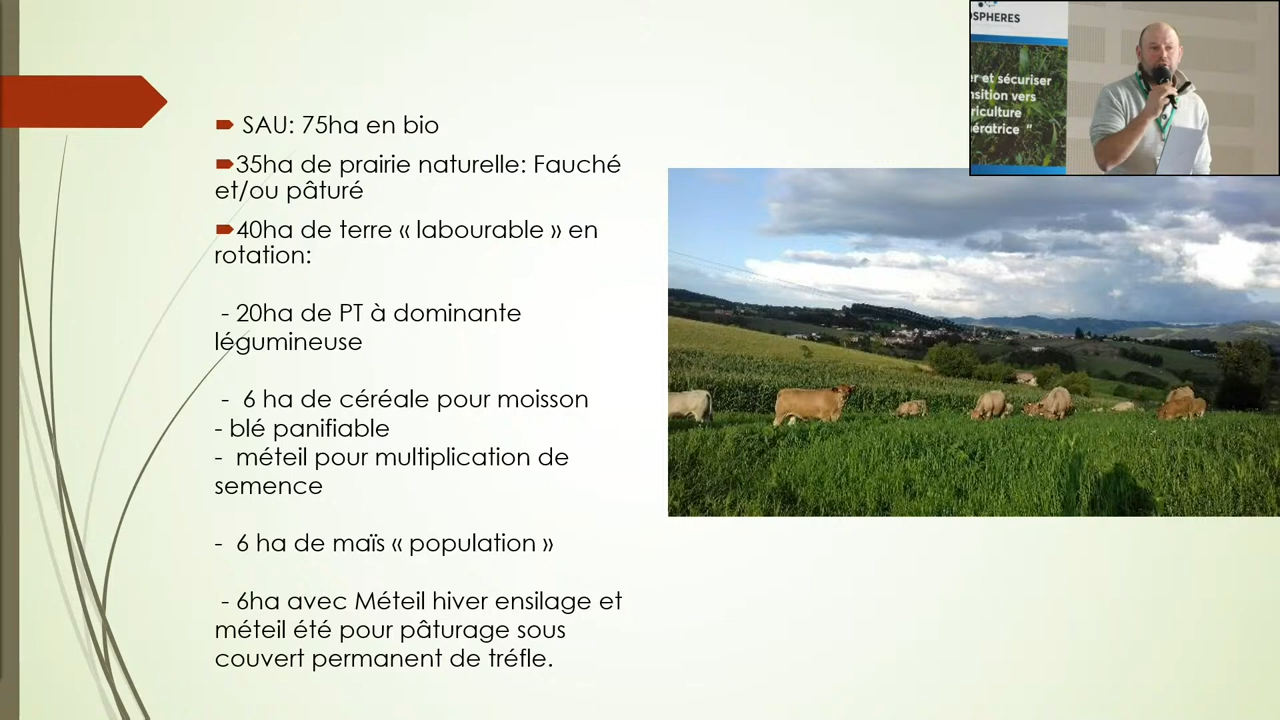 SAU: 75ha en bio
35ha de prairie naturelle: Fauché
et/ou pâturé
40ha de terre « labourable » en
rotation:
- 20ha de PT à dominante
légumineuse
- 6 ha de céréale pour moisson
- blé panifiable
- méteil pour multiplication de
semence
- 6 ha de maïs « population »
- 6ha avec Méteil hiver ensilage et
méteil été pour pâturage sous
couvert permanent de tréfle.
OSPHERES
er et sécuriser
nsition vers
riculture
ératrice "